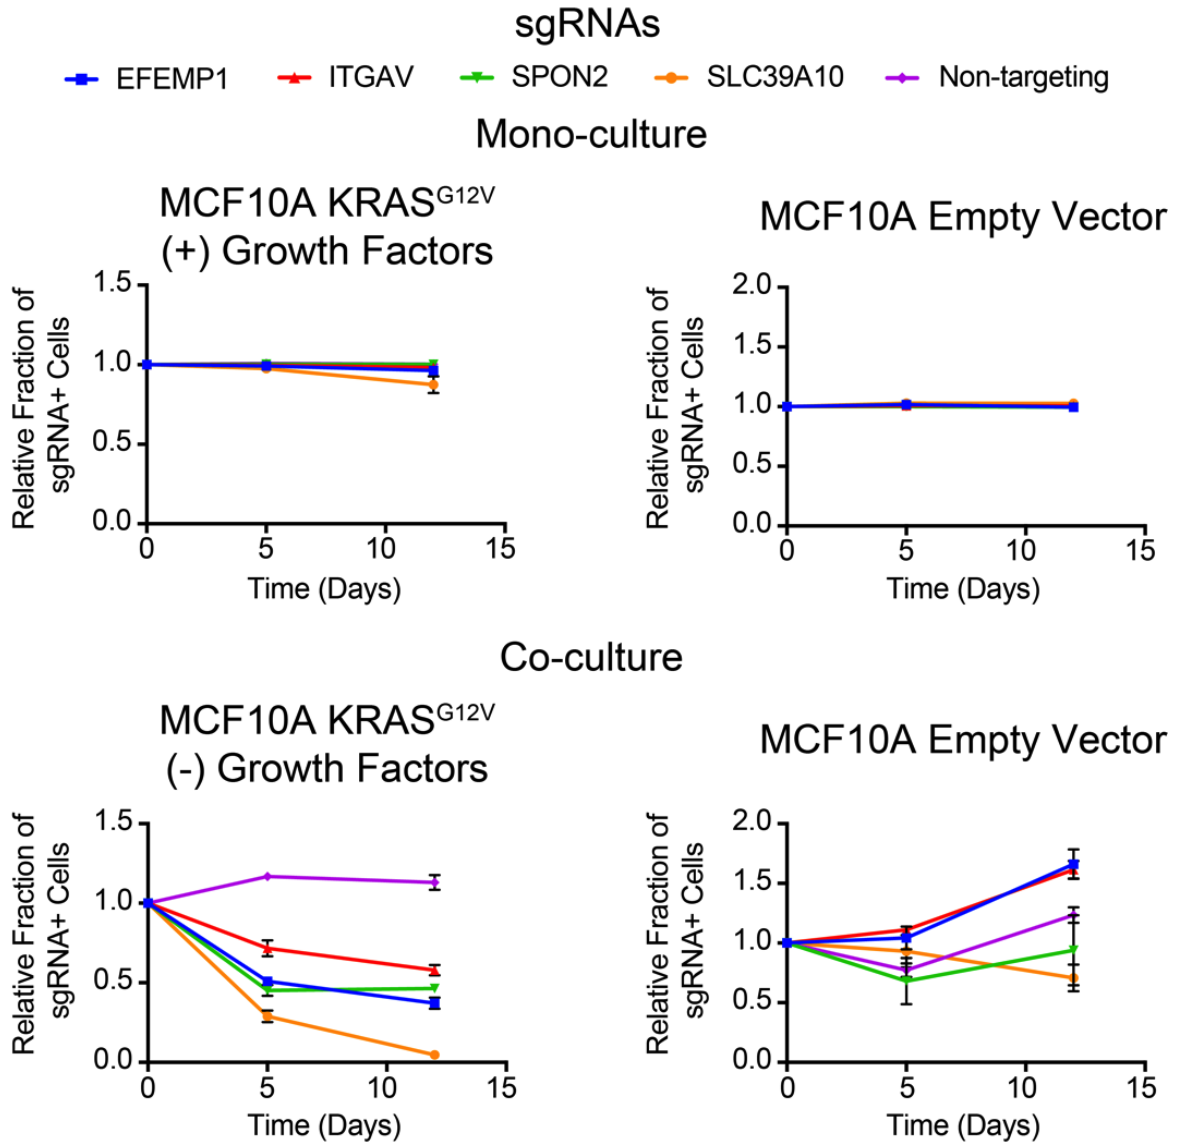 sgRNAs
EFEMP1 ITGAV SPON2 SLC39A10 Non-targeting
Mono-culture
MCF10A KRASG12V
(+) Growth Factors
Relative Fraction of
sgRNA+ Cells
1.5
1.0
0.5
0.0
0 5 10 15
Time (Days)
MCF10A Empty Vector
Relative Fraction of
sgRNA+ Cells
2.0
1.5
1.0
0.5
0.0
0 5 10 15
Time (Days)
Co-culture
MCF10A KRASG12V
(-) Growth Factors
Relative Fraction of
sgRNA+ Cells
1.5
1.0
0.5
0.0
0 5 10 15
Time (Days)
MCF10A Empty Vector
Relative Fraction of
sgRNA+ Cells
2.0
1.5
1.0
0.5
0.0
0 5 10 15
Time (Days)